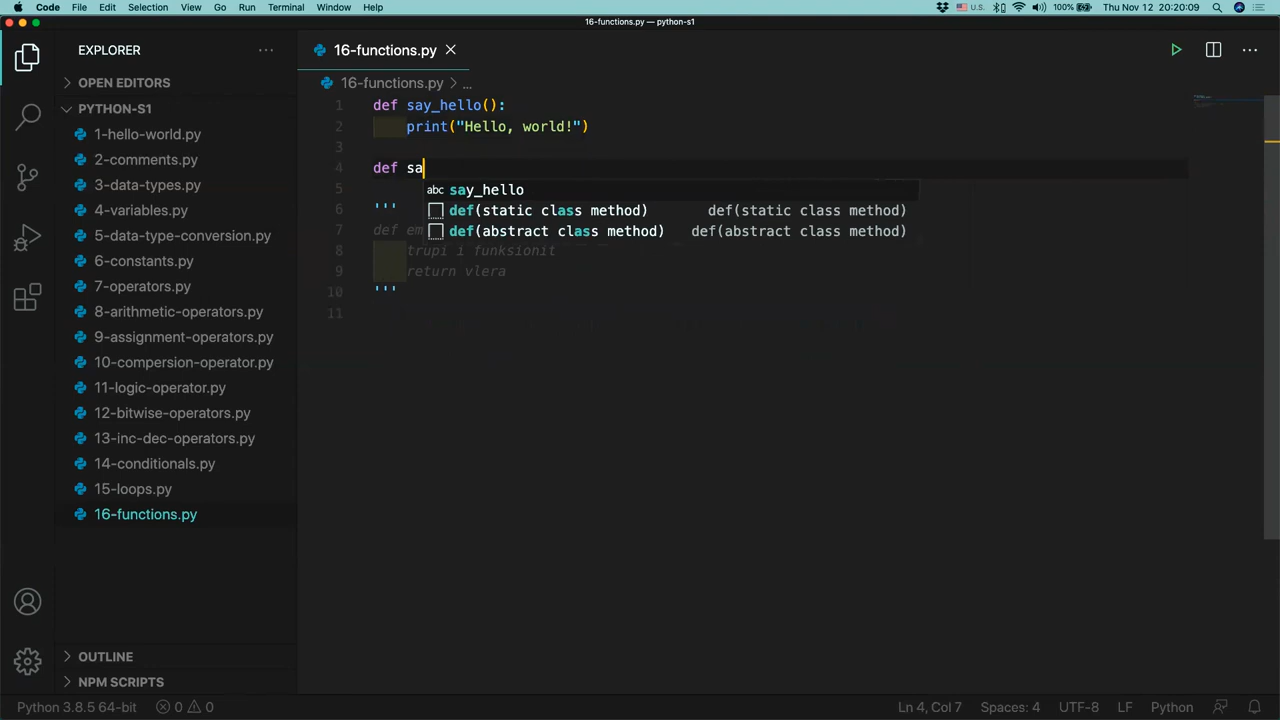 Code File Edit Selection View Go Run Terminal Window Help U.S. 100% Thu Nov 12 20:20:09
16-functions.py — python-s1
EXPLORER
16-functions.py
OPEN EDITORS
PYTHON-S1
1-hello-world.py
2-comments.py
3-data-types.py
4-variables.py
5-data-type-conversion.py
6-constants.py
7-operators.py
8-arithmetic-operators.py
9-assignment-operators.py
10-compersion-operator.py
11-logic-operator.py
12-bitwise-operators.py
13-inc-dec-operators.py
14-conditionals.py
15-loops.py
16-functions.py
OUTLINE
NPM SCRIPTS
16-functions.py > ...
1 def say_hello():
2 print("Hello, world!")
3
4 def sa
5 abc say_hello
6 ''' def(static class method) def(static class method)
7 def em def(abstract class method) def(abstract class method)
8 trupi i funksionit
9 return vlera
10 '''
11
Python 3.8.5 64-bit 0 0 Ln 4, Col 7 Spaces: 4 UTF-8 LF Python